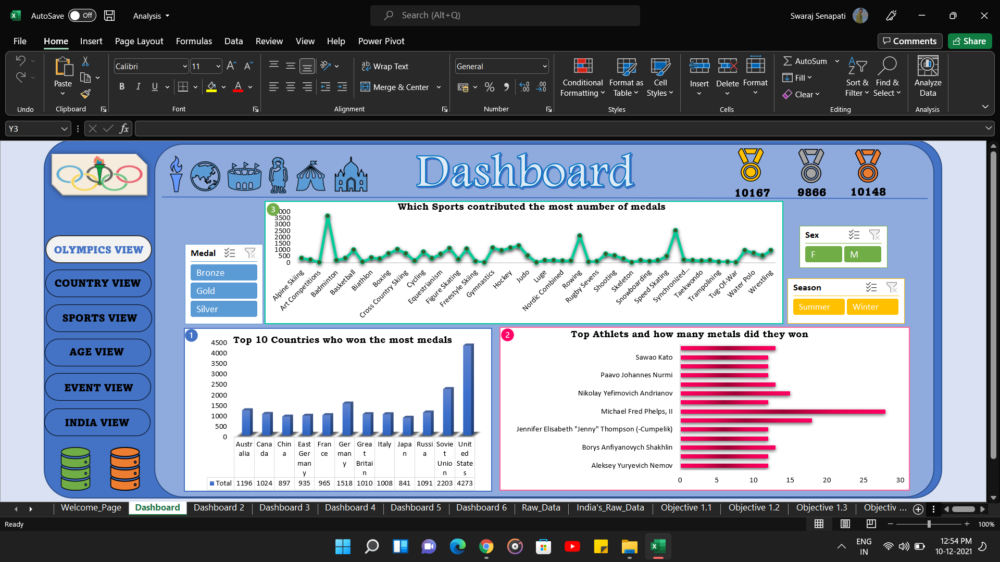 AutoSave Off Analysis Search (Alt+Q) Swaraj Senapati
File Home Insert Page Layout Formulas Data Review View Help Power Pivot Comments Share
Calibri 11 Wrap Text General AutoSum
Paste B I U A Merge & Center % Conditional Formatting Format as Table Cell Styles Insert Delete Format Fill Clear Sort & Filter Find & Select Analyze Data
Undo Clipboard Font Alignment Number Styles Cells Editing Analysis
Y3 fx
Dashboard
10167 9866 10148
OLYMPICS VIEW
COUNTRY VIEW
SPORTS VIEW
AGE VIEW
EVENT VIEW
INDIA VIEW
Medal
Bronze
Gold
Silver
3
Which Sports contributed the most number of medals
000
3500
3000
2500
2000
1500
1000
500
0
Alpine Skiing
Art Competitions
Badminton
Basketball
Biathlon
Boxing
Cross Country Skiing
Cycling
Equestrianism
Figure Skating
Freestyle Skiing
Gymnastics
Hockey
Judo
Luge
Nordic Combined
Rowing
Rugby Sevens
Shooting
Skeleton
Snowboarding
Speed Skating
Synchronized...
Taekwondo
Trampolining
Tug-Of-War
Water Polo
Wrestling
Sex
F M
Season
Summer Winter
1
Top 10 Countries who won the most medals
4500
4000
3500
3000
2500
2000
1500
1000
500
0
Australia Canada China East Germany France Germany Great Britain Italy Japan Russia Soviet Union United States
Total 1196 1024 897 935 965 1518 1010 1008 841 1091 2203 4273
2
Top Athlets and how many metals did they won
Sawao Kato
Paavo Johannes Nurmi
Nikolay Yefimovich Andrianov
Michael Fred Phelps, II
Jennifer Elisabeth "Jenny" Thompson (-Cumpelik)
Borys Anfiyanovych Shakhlin
Aleksey Yuryevich Nemov
0 5 10 15 20 25 30
Welcome_Page Dashboard Dashboard 2 Dashboard 3 Dashboard 4 Dashboard 5 Dashboard 6 Raw_Data India's_Raw_Data Objective 1.1 Objective 1.2 Objective 1.3 Objectiv ...
Ready 100%
ENG
IN
12:54 PM
10-12-2021